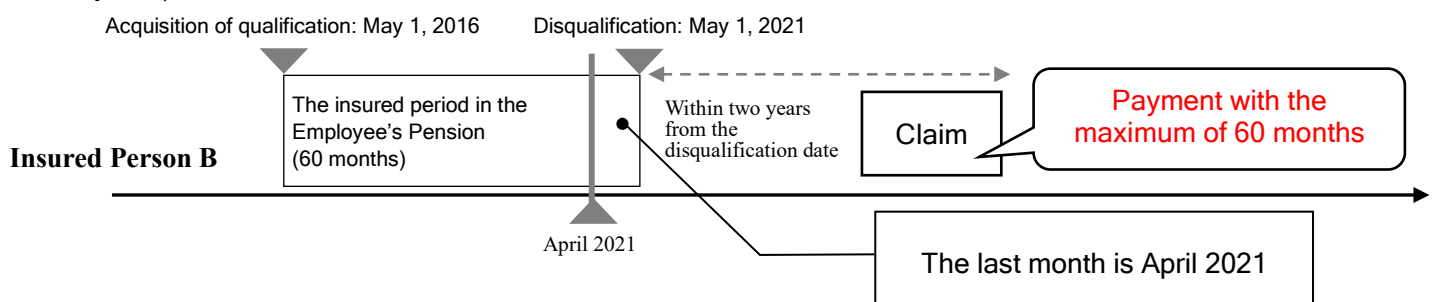 Acquisition of qualification: May 1, 2016
Disqualification: May 1, 2021
The insured period in the
Employee's Pension
(60 months)
Within two years
from the
disqualification date
Claim
Payment with the
maximum of 60 months
Insured Person B
April 2021
The last month is April 2021